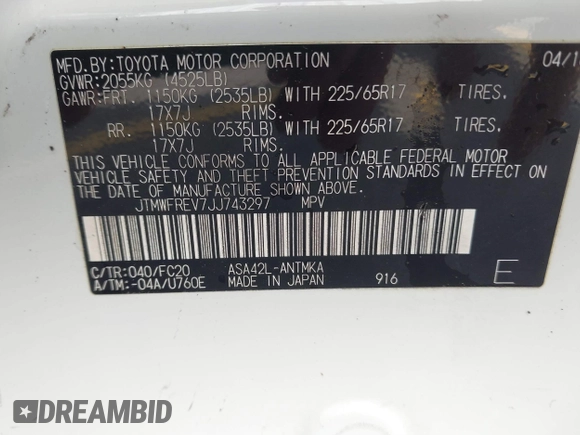 MFD.BY:TOYOTA MOTOR CORPORATION 04/1
GVWR:2055KG (4525LB)
GAWR:FRT. 1150KG (2535LB) WITH 225/65R17 TIRES.
17X7J RIMS.
RR. 1150KG (2535LB) WITH 225/65R17 TIRES.
17X7J RIMS.
THIS VEHICLE CONFORMS TO ALL APPLICABLE FEDERAL MOTOR
VEHICLE SAFETY AND THEFT PREVENTION STANDARDS IN EFFECT
ON THE DATE OF MANUFACTURE SHOWN ABOVE.
JTMWFREV7JJ743297 MPV
C/TR:040/FC20 ASA42L-ANTMKA
A/TM:-04A/U760E MADE IN JAPAN 916 E
DREAMBID